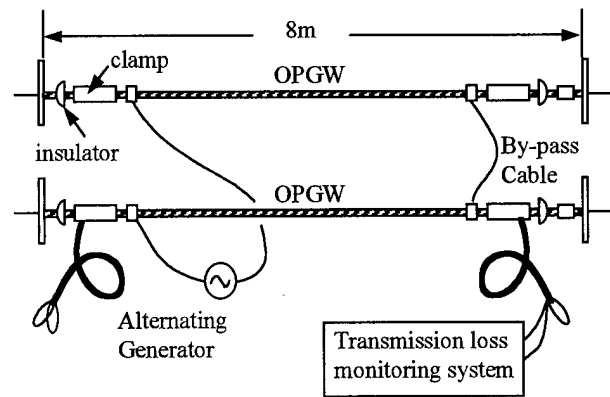 8m
clamp
OPGW
insulator
By-pass
Cable
OPGW
Alternating
Generator
Transmission loss
monitoring system